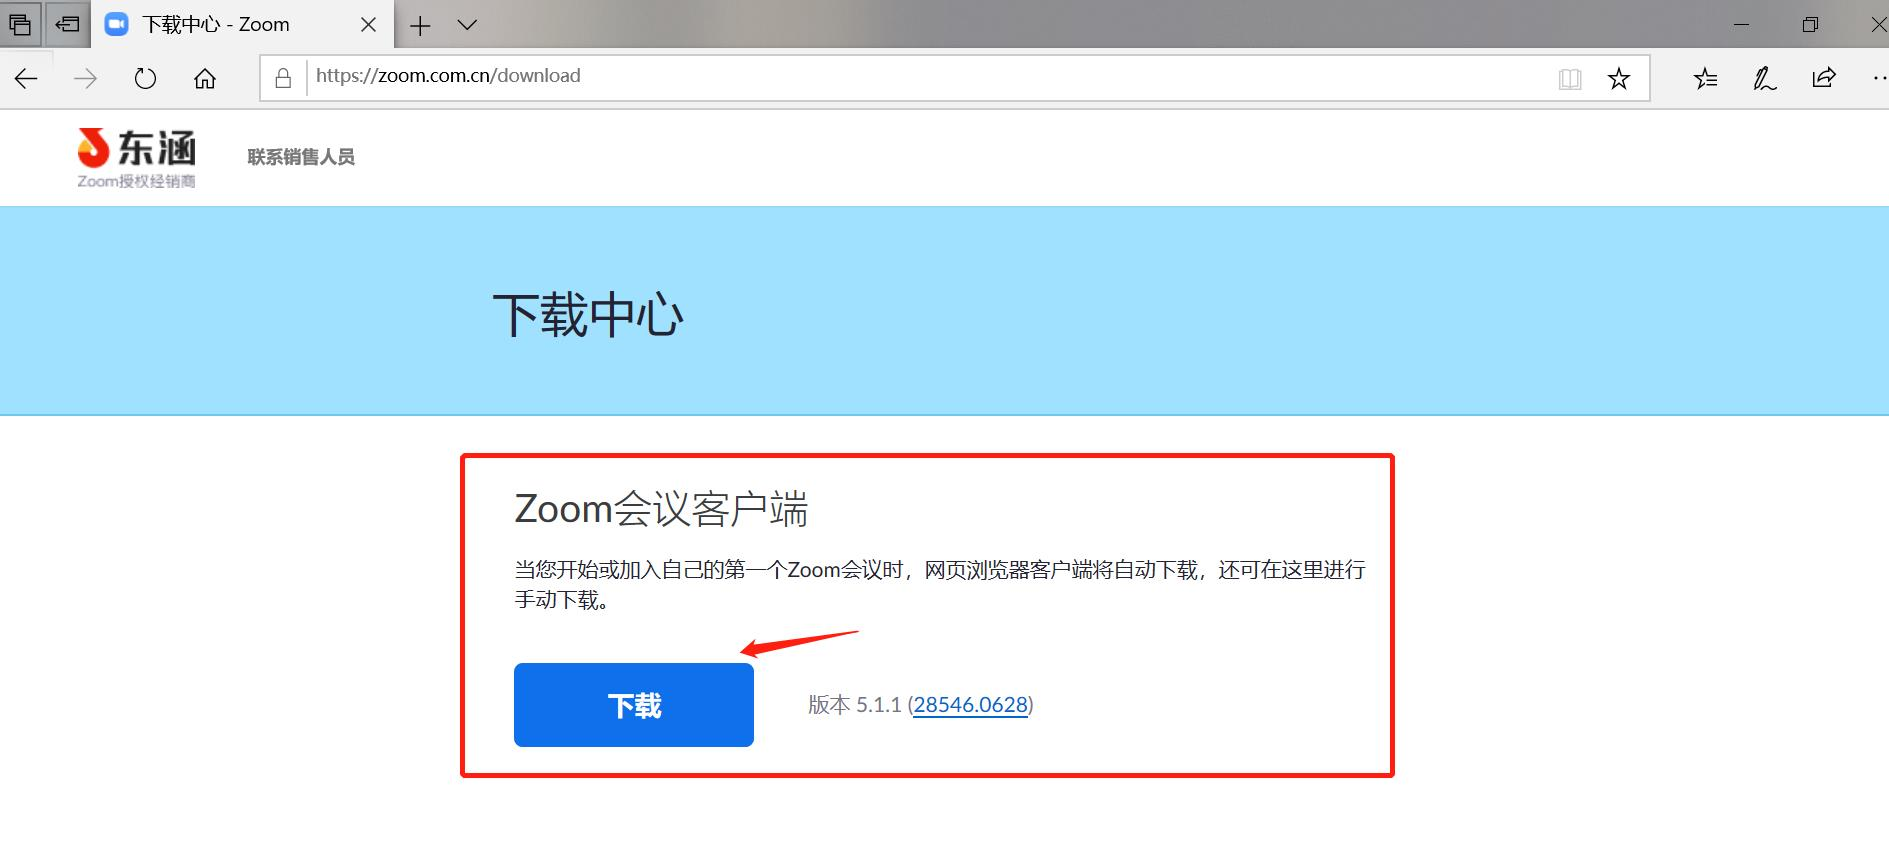 下载中心 - Zoom
https://zoom.com.cn/download
东涵
Zoom授权经销商
联系销售人员
下载中心
Zoom会议客户端
当您开始或加入自己的第一个Zoom会议时，网页浏览器客户端将自动下载，还可在这里进行
手动下载。
下载
版本 5.1.1 (28546.0628)